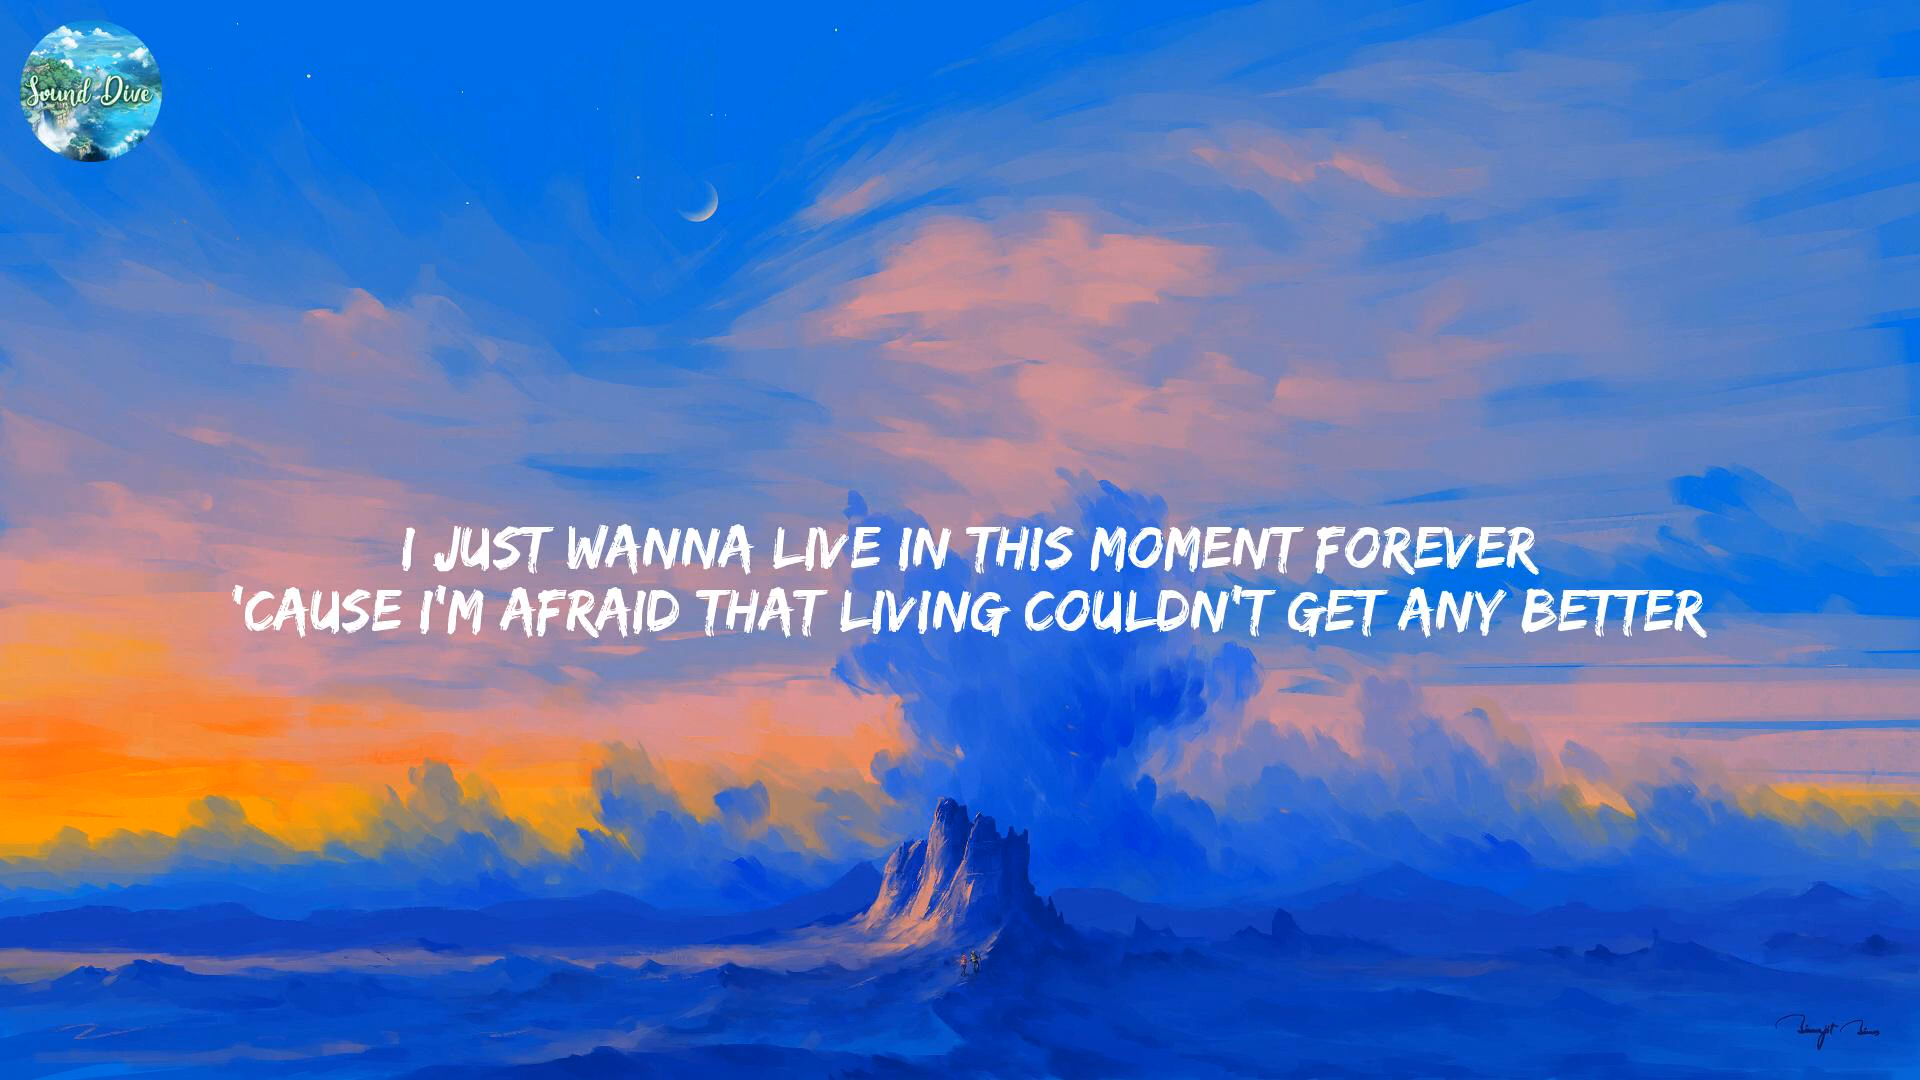 Sound Dive
I JUST WANNA LIVE IN THIS MOMENT FOREVER
'CAUSE I'M AFRAID THAT LIVING COULDN'T GET ANY BETTER